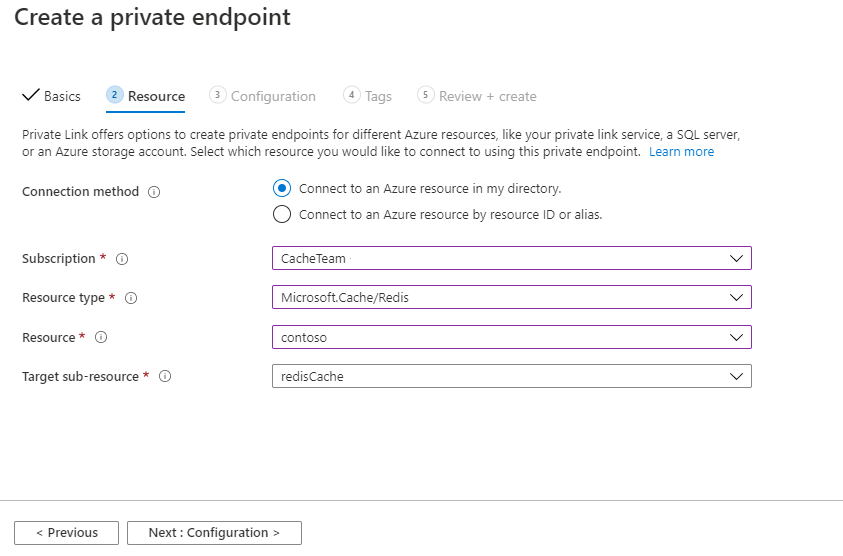 Create a private endpoint
Basics 2 Resource 3 Configuration 4 Tags 5 Review + create
Private Link offers options to create private endpoints for different Azure resources, like your private link service, a SQL server,
or an Azure storage account. Select which resource you would like to connect to using this private endpoint. Learn more
Connection method Connect to an Azure resource in my directory.
Connect to an Azure resource by resource ID or alias.
Subscription * CacheTeam
Resource type * Microsoft.Cache/Redis
Resource * contoso
Target sub-resource * redisCache
< Previous Next : Configuration >